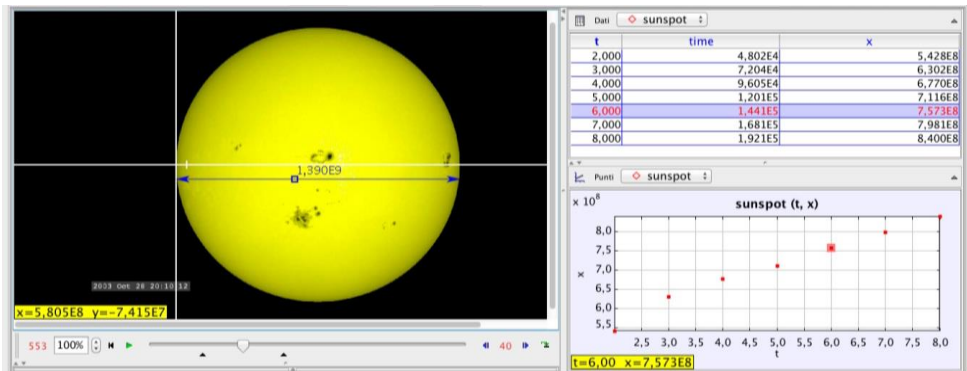 1,390E9
2003 Oct 28 20:10:12
x=5,805E8 y=-7,415E7
553 100% 40
Dati sunspot
t time x
2,000 4,802E4 5,428E8
3,000 7,204E4 6,302E8
4,000 9,605E4 6,770E8
5,000 1,201E5 7,116E8
6,000 1,441E5 7,573E8
7,000 1,681E5 7,981E8
8,000 1,921E5 8,400E8
Punti sunspot
x 10⁸
sunspot (t, x)
8,0
7,5
7,0
6,5
6,0
5,5
x
2,5 3,0 3,5 4,0 4,5 5,0 5,5 6,0 6,5 7,0 7,5 8,0
t
t=6,00 x=7,573E8